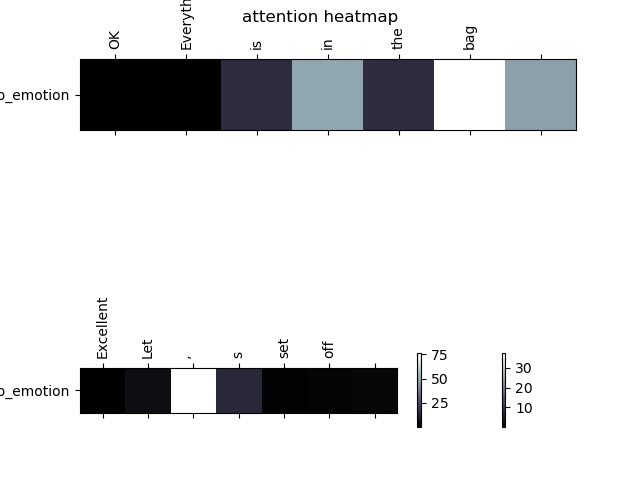 attention heatmap
OK Everyth is in the bag
o_emotion
Excellent Let , s set off
o_emotion
75
50
25
30
20
10